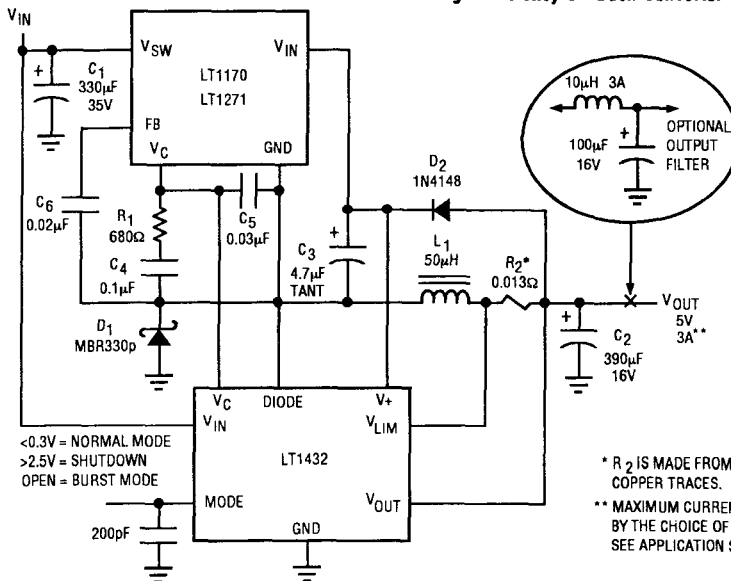 VIN
VSW
VIN
LT1170
LT1271
FB
VC
GND
+
C1
330µF
35V
C6
0.02µF
R1
680Ω
C4
0.1µF
C5
0.03µF
+
C3
4.7µF
TANT
D2
1N4148
L1
50µH
R2*
0.013Ω
10µH 3A
+
100µF
16V
OPTIONAL
OUTPUT
FILTER
VOUT
5V
3A**
+
C2
390µF
16V
D1
MBR330p
VC
DIODE
V+
VIN
VLIM
LT1432
MODE
VOUT
GND
<0.3V = NORMAL MODE
>2.5V = SHUTDOWN
OPEN = BURST MODE
200pF
* R2 IS MADE FROM
COPPER TRACES.
** MAXIMUM CURREN
BY THE CHOICE OF
SEE APPLICATION S